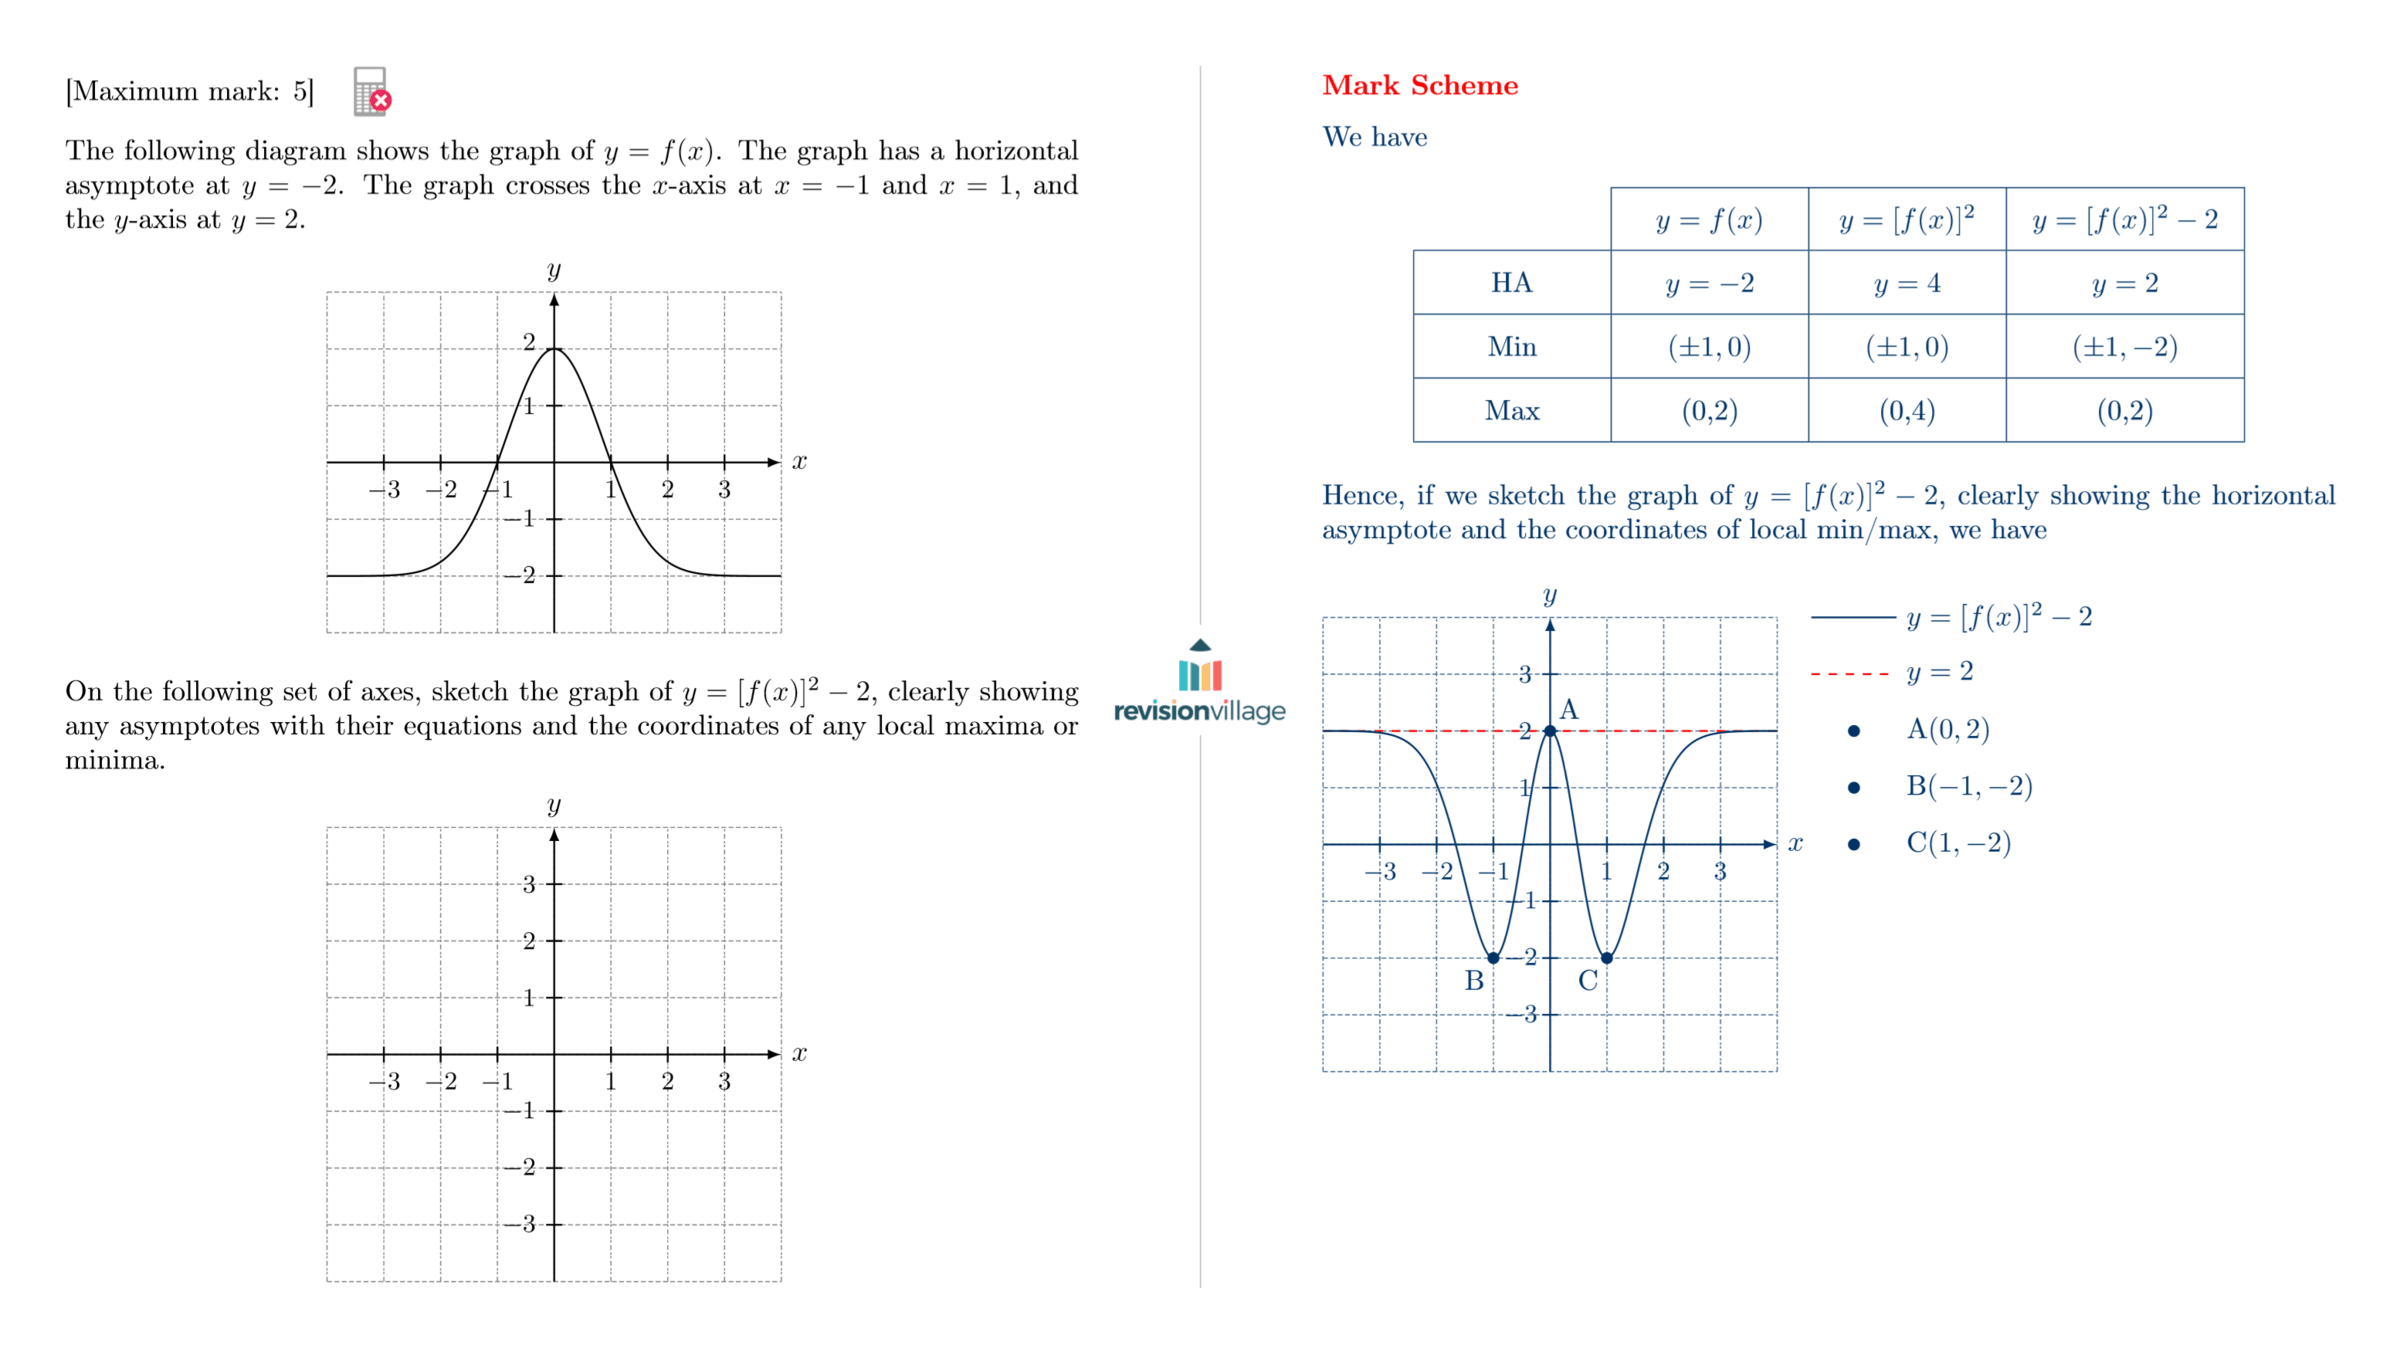 [Maximum mark: 5]
The following diagram shows the graph of y = f(x). The graph has a horizontal
asymptote at y = −2. The graph crosses the x-axis at x = −1 and x = 1, and
the y-axis at y = 2.
y
2
1
x
−3 −2 −1 1 2 3
−1
−2
On the following set of axes, sketch the graph of y = [f(x)]² − 2, clearly showing
any asymptotes with their equations and the coordinates of any local maxima or
minima.
y
3
2
1
x
−3 −2 −1 1 2 3
−1
−2
−3
revisionvillage
Mark Scheme
We have
y = f(x) y = [f(x)]² y = [f(x)]² − 2
HA y = −2 y = 4 y = 2
Min (±1, 0) (±1, 0) (±1, −2)
Max (0,2) (0,4) (0,2)
Hence, if we sketch the graph of y = [f(x)]² − 2, clearly showing the horizontal
asymptote and the coordinates of local min/max, we have
y
3
A
2
1
x
−3 −2 −1 1 2 3
−1
−2
B C
−3
y = [f(x)]² − 2
y = 2
A(0, 2)
B(−1, −2)
C(1, −2)